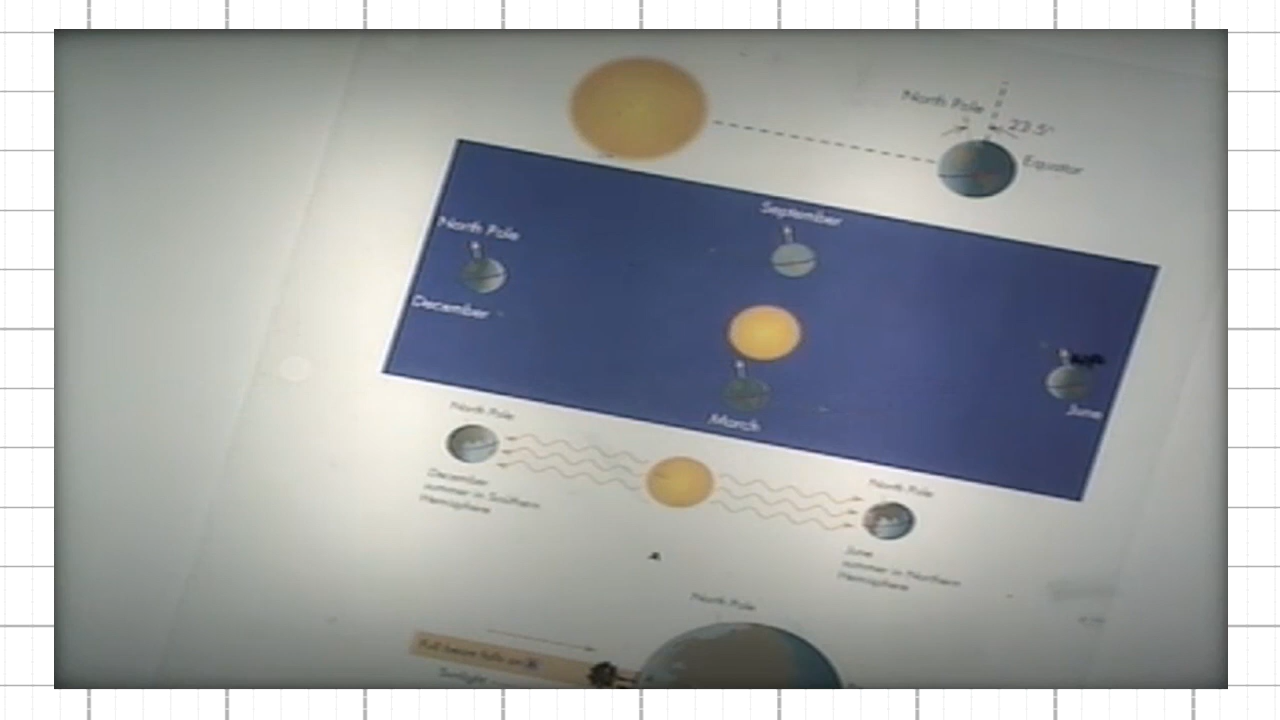 North Pole
23.5°
Equator
September
North Pole
December
June
March
North Pole
December
summer in Southern
Hemisphere
North Pole
June
summer in Northern
Hemisphere
North Pole
Sunlight